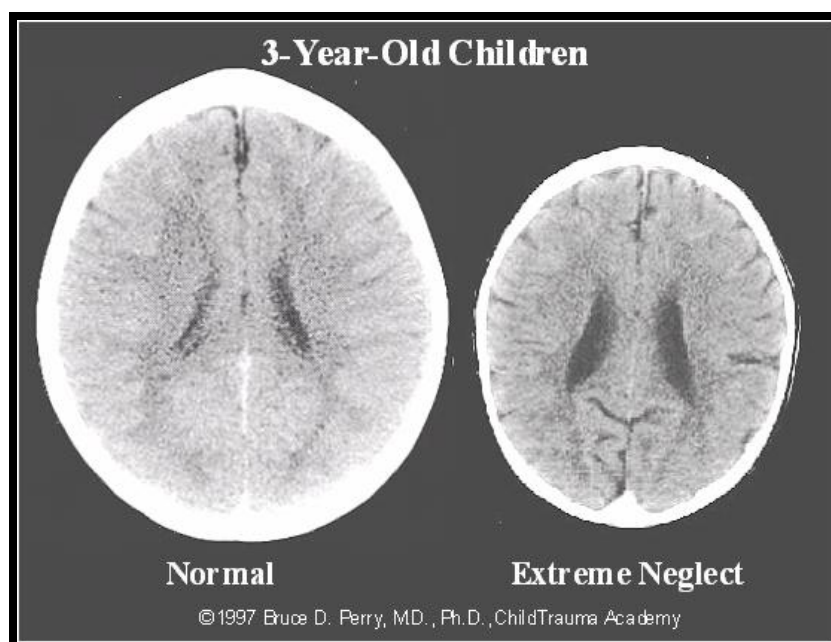 3-Year-Old Children
Normal
Extreme Neglect
©1997 Bruce D. Perry, M.D., Ph.D., ChildTrauma Academy